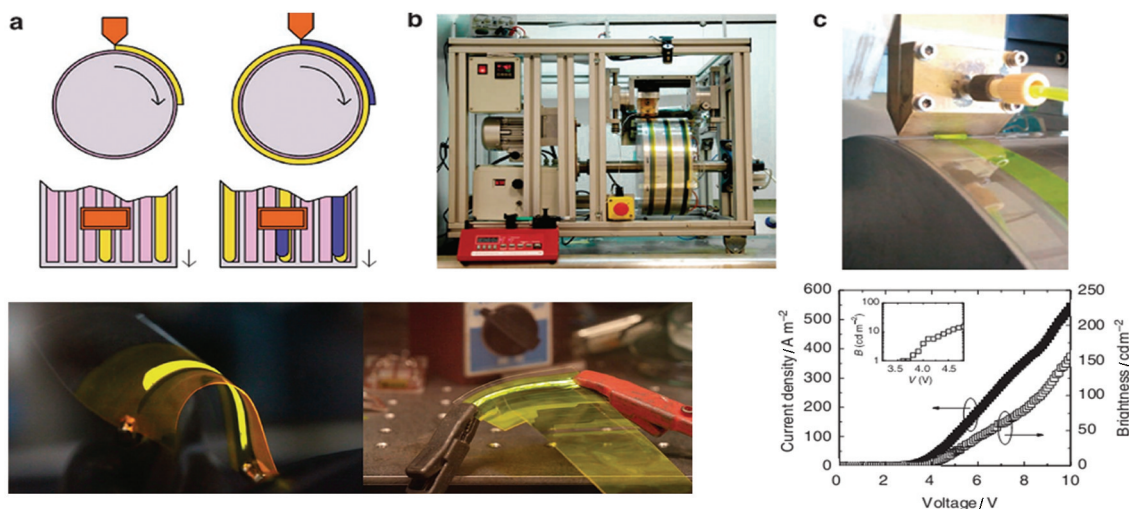 a
b
c
600
500
400
300
200
100
0
Current density / A m−2
0 2 4 6 8 10
Voltage / V
250
200
150
100
50
0
Brightness / cd m−2
100
10
1
B (cd m−2)
3.5 4.0 4.5
V (V)